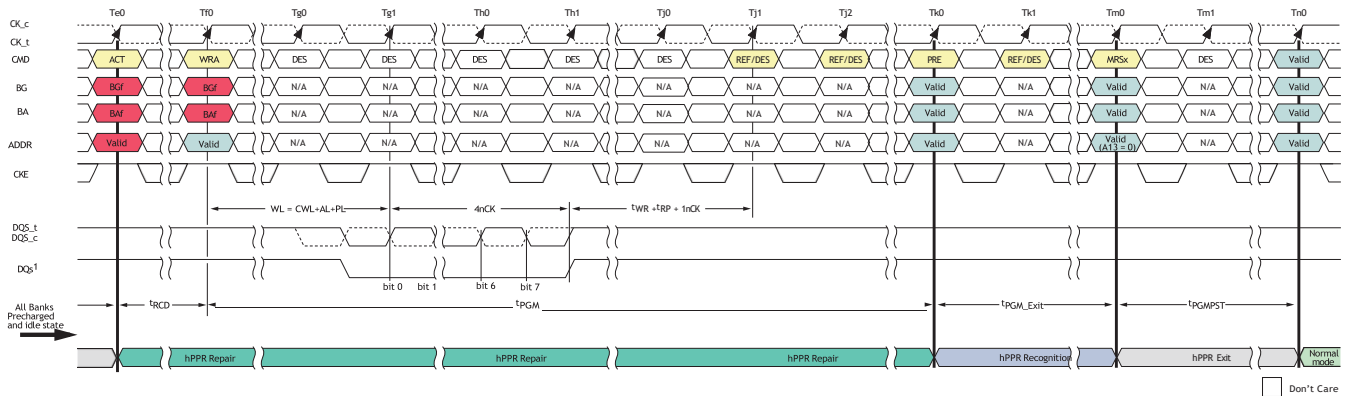 Te0 Tf0 Tg0 Tg1 Th0 Th1 Tj0 Tj1 Tj2 Tk0 Tk1 Tm0 Tm1 Tn0
CK_c
CK_t
CMD ACT WRA DES DES DES DES DES REF/DES REF/DES PRE REF/DES MRSx DES Valid
BG BGf BGf N/A N/A N/A N/A N/A N/A N/A Valid N/A Valid N/A Valid
BA BAf BAf N/A N/A N/A N/A N/A N/A N/A Valid N/A Valid N/A Valid
ADDR Valid Valid N/A N/A N/A N/A N/A N/A N/A Valid N/A Valid (A13 = 0) N/A Valid
CKE
WL = CWL+AL+PL 4nCK tWR +tRP + 1nCK
DQS_t
DQS_c
DQs1
bit 0 bit 1 bit 6 bit 7
All Banks
Precharged
and idle state
tRCD tPGM tPGM_Exit tPGMPST
hPPR Repair hPPR Repair hPPR Repair hPPR Recognition hPPR Exit Normal
mode
Don't Care